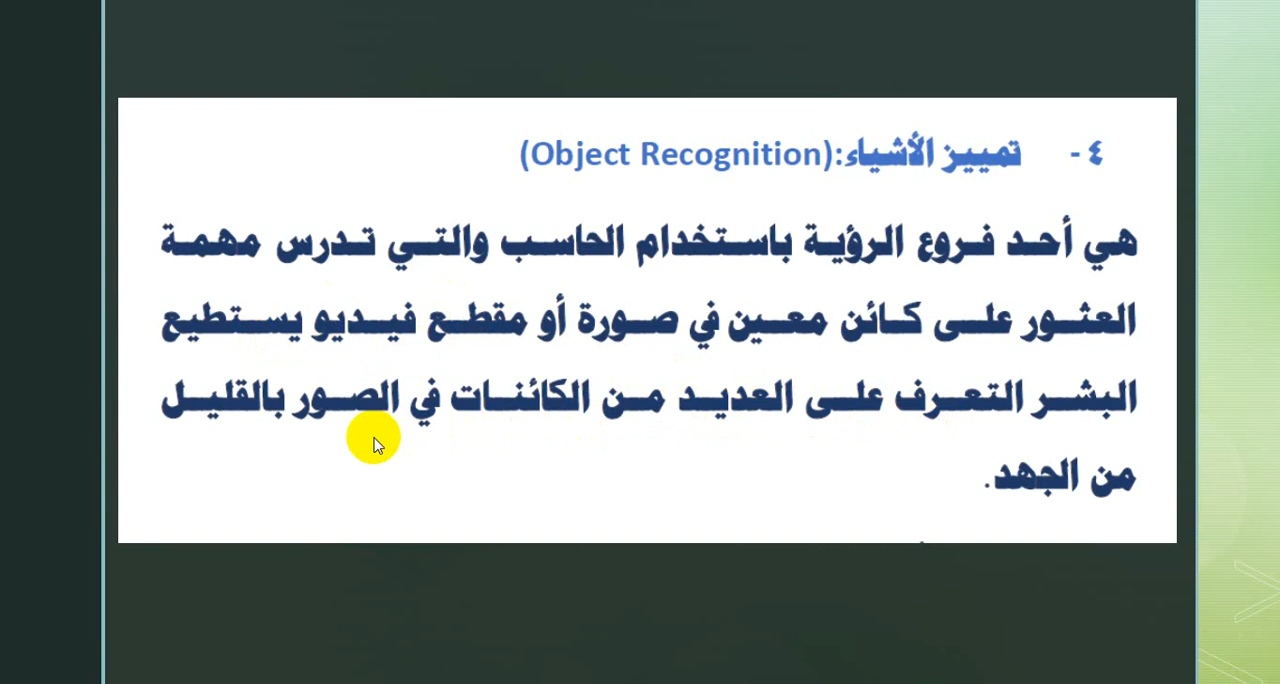 ٤- تمييز الأشياء:(Object Recognition)
هي أحد فروع الرؤية باستخدام الحاسب والتي تدرس مهمة
العثور على كائن معين في صورة أو مقطع فيديو يستطيع
البشر التعرف على العديد من الكائنات في الصور بالقليل
من الجهد.